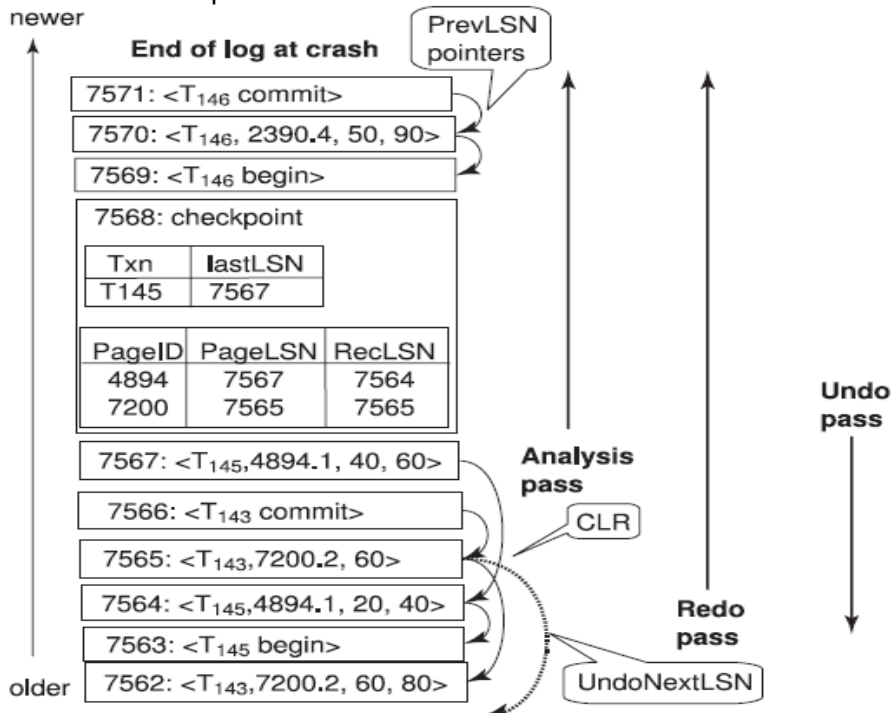 newer
PrevLSN
pointers
End of log at crash
7571: <T146 commit>
7570: <T146, 2390.4, 50, 90>
7569: <T146 begin>
7568: checkpoint
Txn lastLSN
T145 7567
PageID PageLSN RecLSN
4894 7567 7564
7200 7565 7565
Undo
pass
7567: <T145,4894.1, 40, 60>
Analysis
pass
7566: <T143 commit>
CLR
7565: <T143,7200.2, 60>
7564: <T145,4894.1, 20, 40>
Redo
pass
7563: <T145 begin>
older
7562: <T143,7200.2, 60, 80>
UndoNextLSN